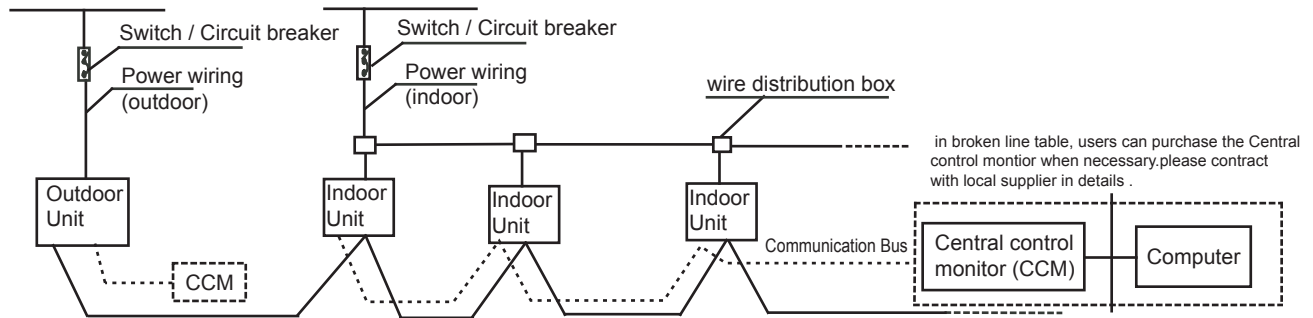 Switch / Circuit breaker
Power wiring
(outdoor)
Switch / Circuit breaker
Power wiring
(indoor)
wire distribution box
in broken line table, users can purchase the Central
control montior when necessary.please contract
with local supplier in details .
Outdoor
Unit
Indoor
Unit
Indoor
Unit
Indoor
Unit
Communication Bus
Central control
monitor (CCM)
Computer
CCM